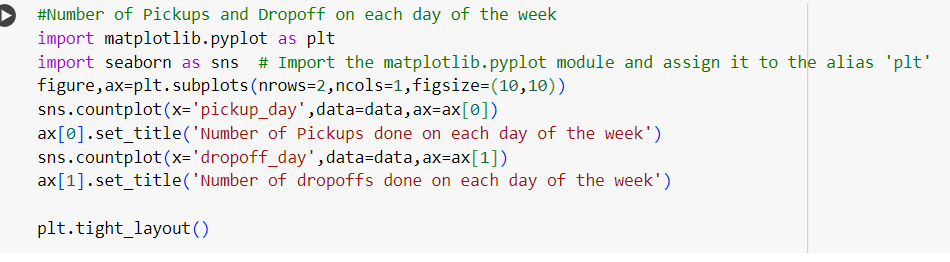 #Number of Pickups and Dropoff on each day of the week
import matplotlib.pyplot as plt
import seaborn as sns  # Import the matplotlib.pyplot module and assign it to the alias 'plt'
figure,ax=plt.subplots(nrows=2,ncols=1,figsize=(10,10))
sns.countplot(x='pickup_day',data=data,ax=ax[0])
ax[0].set_title('Number of Pickups done on each day of the week')
sns.countplot(x='dropoff_day',data=data,ax=ax[1])
ax[1].set_title('Number of dropoffs done on each day of the week')
plt.tight_layout()